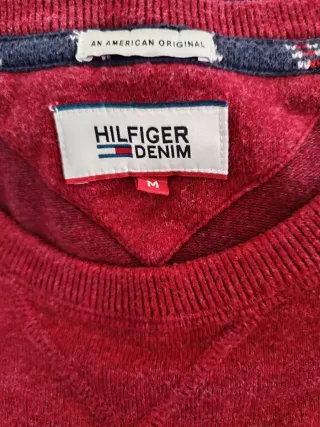 AN AMERICAN ORIGINAL
HILFIGER
DENIM
M